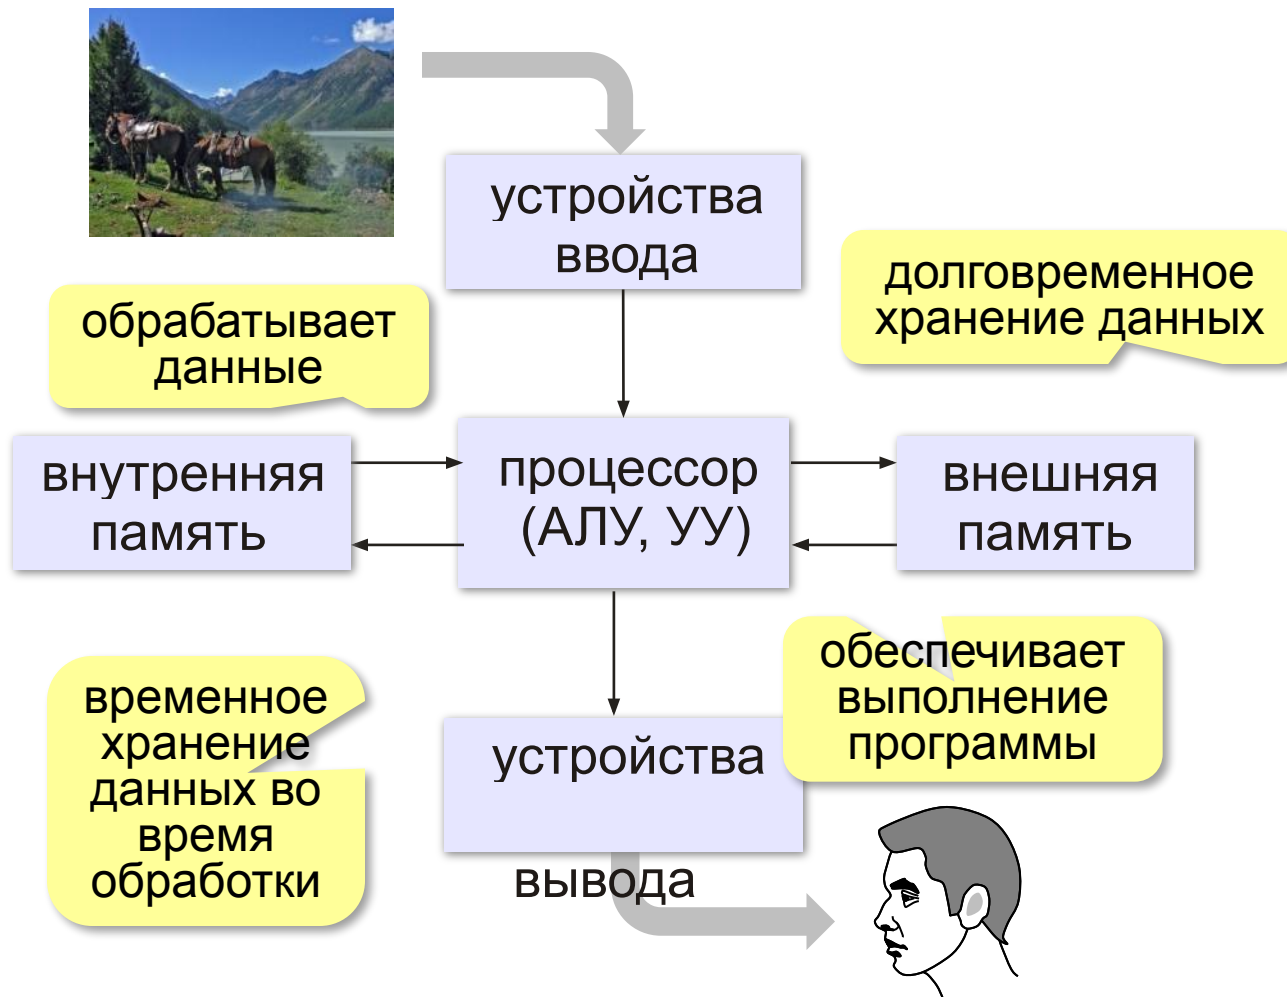 устройства
ввода
долговременное
хранение данных
обрабатывает
данные
внутренняя
память
процессор
(АЛУ, УУ)
внешняя
память
обеспечивает
выполнение
программы
временное
хранение
данных во
время
обработки
устройства
вывода